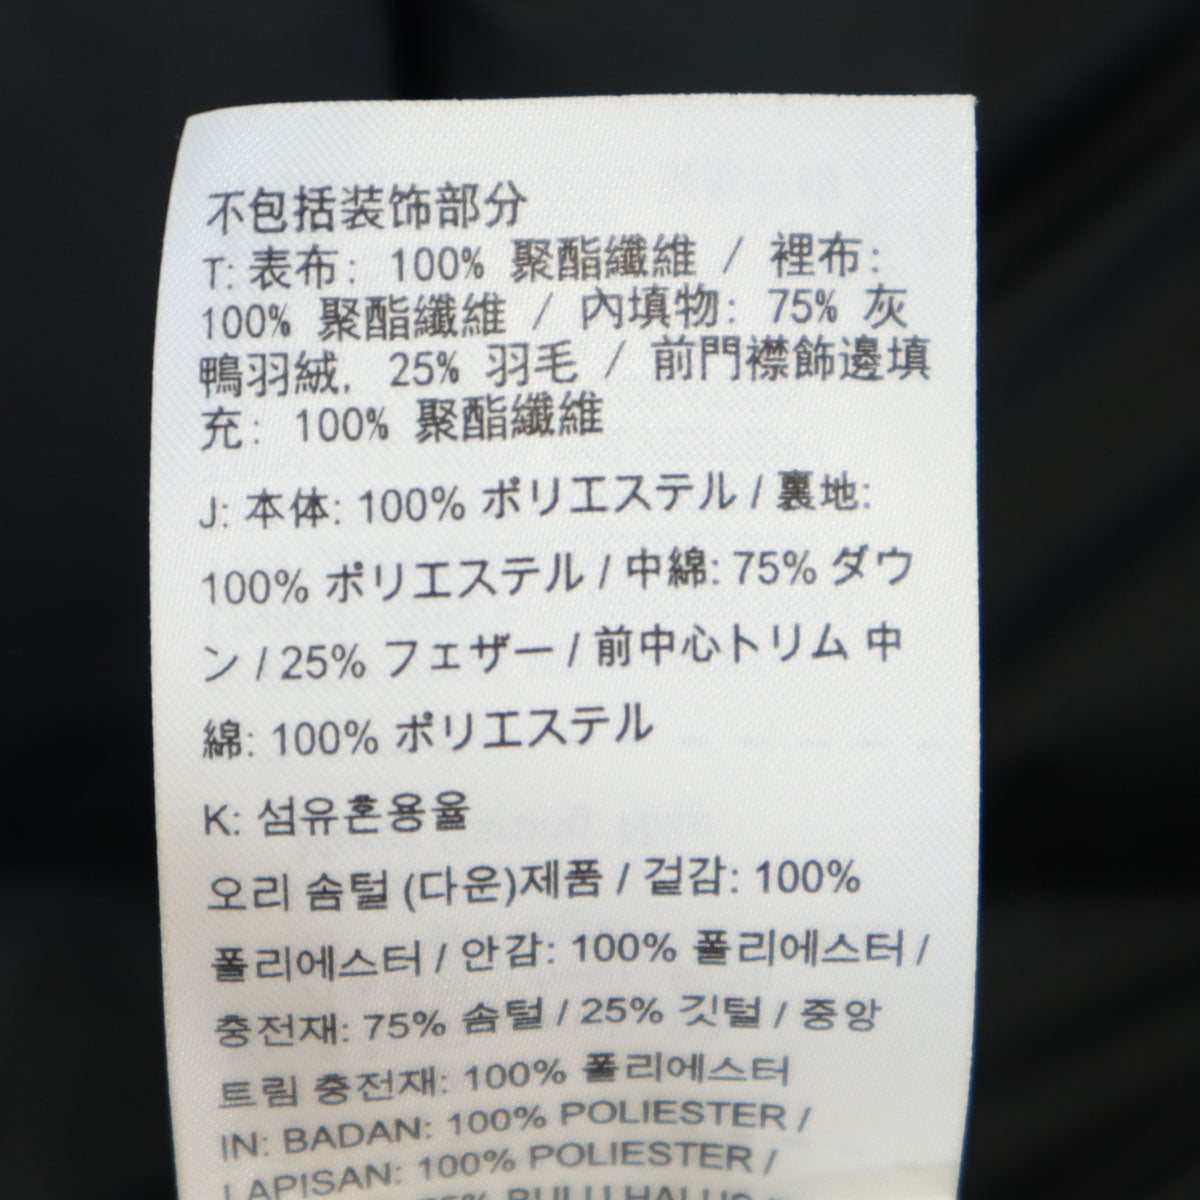 不包括装饰部分
T: 表布: 100% 聚酯纖維 / 裡布:
100% 聚酯纖維 / 內填物: 75% 灰
鴨羽絨, 25% 羽毛 / 前門襟飾邊填
充: 100% 聚酯纖維
J: 本体: 100% ポリエステル / 裏地:
100% ポリエステル / 中綿: 75% ダウ
ン / 25% フェザー / 前中心トリム 中
綿: 100% ポリエステル
K: 섬유혼용율
오리 솜털 (다운)제품 / 겉감: 100%
폴리에스터 / 안감: 100% 폴리에스터 /
충전재: 75% 솜털 / 25% 깃털 / 중앙
트림 충전재: 100% 폴리에스터
IN: BADAN: 100% POLIESTER /
LAPISAN: 100% POLIESTER /
75% BULU HALUS